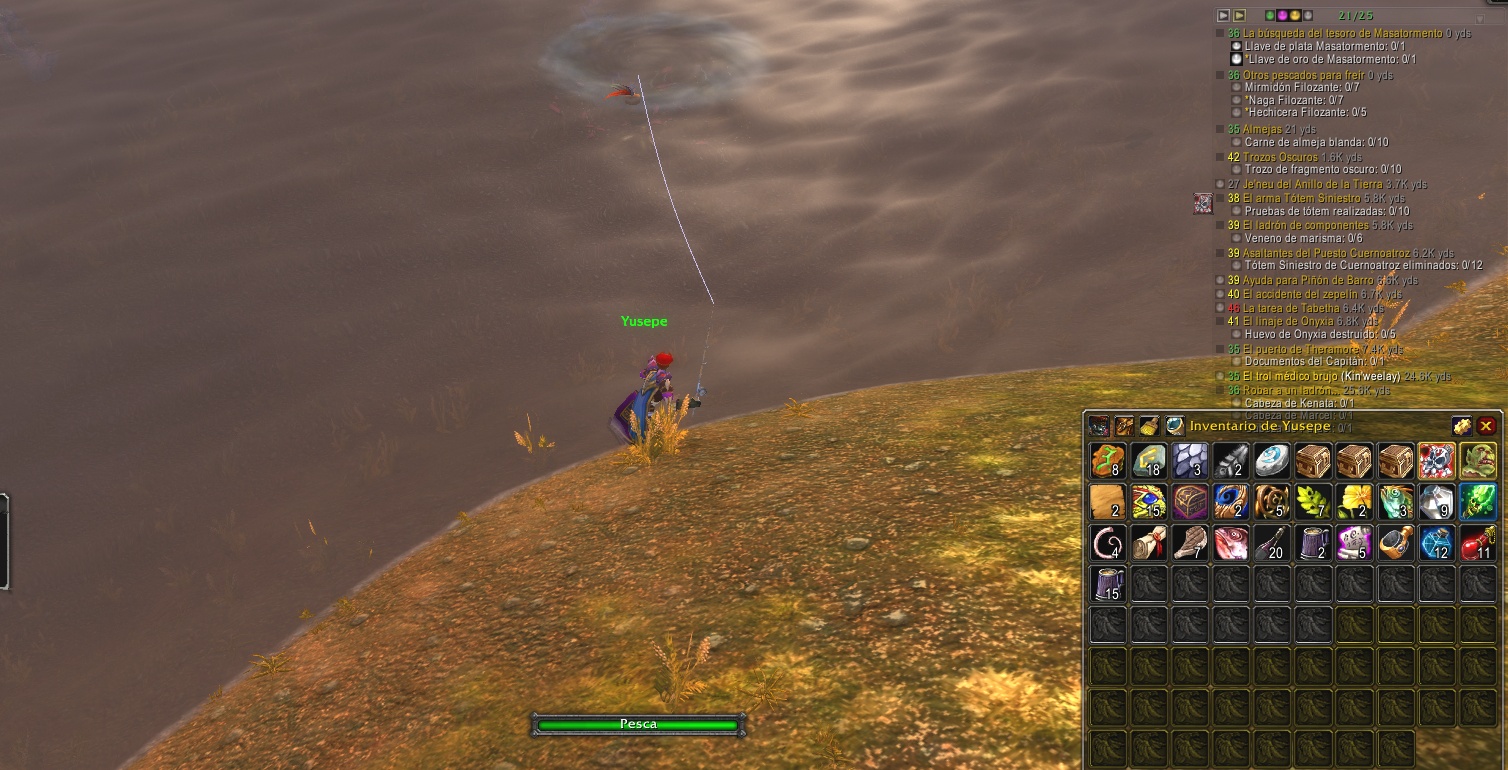 21/25
36 La búsqueda del tesoro de Masatormento 0 yds
Llave de plata Masatormento: 0/1
*Llave de oro de Masatormento: 0/1
36 Otros pescados para freír 0 yds
Mirmidón Filozante: 0/7
*Naga Filozante: 0/7
*Hechicera Filozante: 0/5
35 Almejas 21 yds
Carne de almeja blanda: 0/10
42 Trozos Oscuros 1.6K yds
Trozo de fragmento oscuro: 0/10
27 Je'neu del Anillo de la Tierra 3.7K yds
38 El arma Tótem Siniestro 5.8K yds
Pruebas de tótem realizadas: 0/10
39 El ladrón de componentes 5.8K yds
Veneno de marisma: 0/6
39 Asaltantes del Puesto Cuernoatroz 6.2K yds
Tótem Siniestro de Cuernoatroz eliminados: 0/12
39 Ayuda para Piñón de Barro yds
40 El accidente del zepelín yds
La tarea de Tabetha 6.4K yds
41 El linaje de Onyxia 6.8K yds
Huevo de Onyxia destruido: 0/5
35 El puerto de Theramore 7.4K yds
Documentos del Capitán: 0/1
35 El trol médico brujo (Kin'weelay) 24.6K yds
36 Robar a un ladrón... yds
Cabeza de Kenata: 0/1
Cabeza de Marcel: 0/1
0/1
Yusepe
Inventario de Yusepe
8 18 3 2
2 15 2 5 7 2 3 9
4 7 20 2 5 12 11
15
Pesca